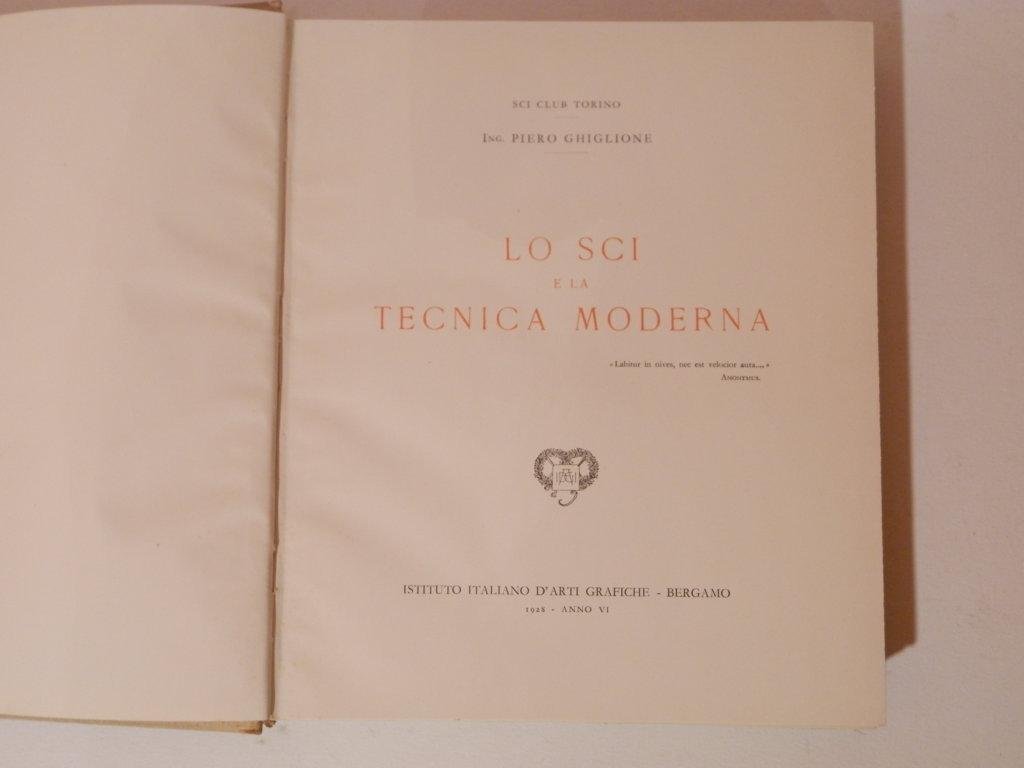 SCI CLUB TORINO
ING. PIERO GHIGLIONE
LO SCI
E LA
TECNICA MODERNA
«Labitur in nives, nec est velocior aura.... »
ANONYMUS.
ISTITUTO ITALIANO D'ARTI GRAFICHE - BERGAMO
1928 - ANNO VI